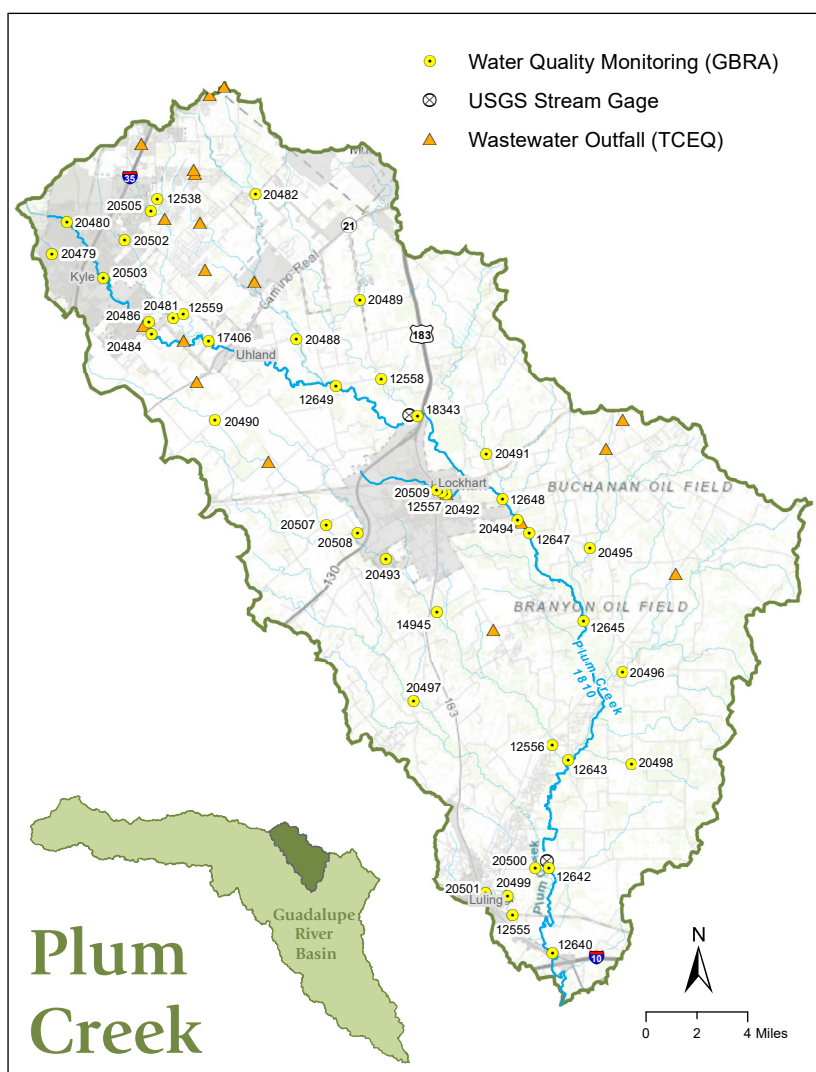 Water Quality Monitoring (GBRA)
USGS Stream Gage
Wastewater Outfall (TCEQ)
35
12538
20482
20505
20480
21
20502
20479
Kyle
20503
Camino Real
20489
20481
12559
20486
183
20484
17406
20488
Uhland
12558
12649
18343
20490
20491
Lockhart
20509
12648
BUCHANAN OIL FIELD
12557
20492
20494
20507
12647
20508
20495
20493
130
BRANYON OIL FIELD
14945
12645
Plum Creek
1810
20496
20497
183
12556
12643
20498
20500
Plum Creek
12642
20501
20499
Luling
12555
12640
10
Guadalupe
River
Basin
Plum
Creek
N
0 2 4 Miles